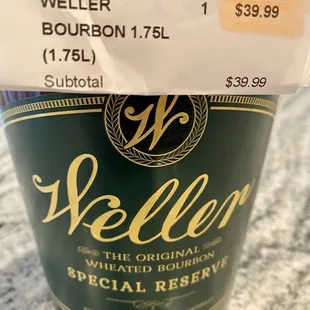 WELLER 1 $39.99
BOURBON 1.75L
(1.75L)
Subtotal $39.99
W
Weller
THE ORIGINAL
WHEATED BOURBON
SPECIAL RESERVE